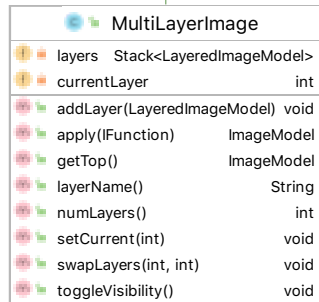 MultiLayerImage
layers Stack<LayeredImageModel>
currentLayer int
addLayer(LayeredImageModel) void
apply(IFunction) ImageModel
getTop() ImageModel
layerName() String
numLayers() int
setCurrent(int) void
swapLayers(int, int) void
toggleVisibility() void